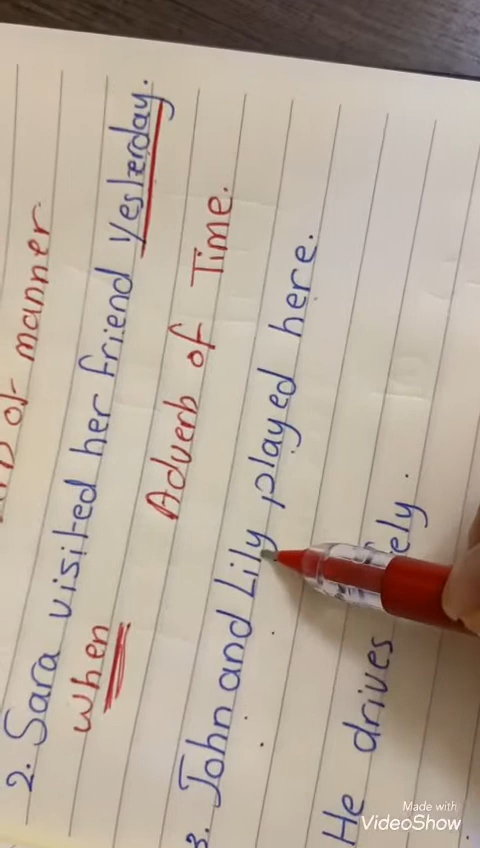 of manner
2. Sara visited her friend yesterday.
When
Adverb of Time.
3. John and Lily played here.
He drives
Made with
VideoShow